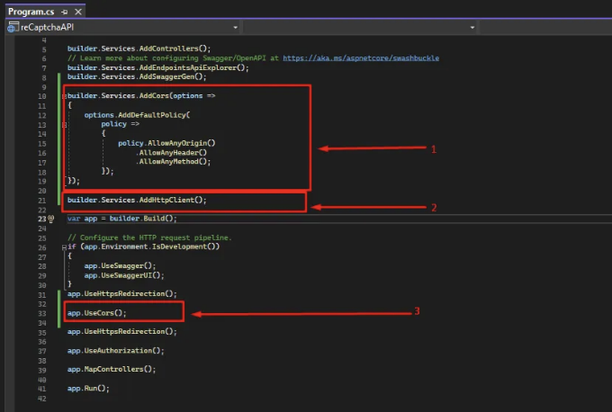 Program.cs
reCaptchaAPI
4
5 builder.Services.AddControllers();
6 // Learn more about configuring Swagger/OpenAPI at https://aka.ms/aspnetcore/swashbuckle
7 builder.Services.AddEndpointsApiExplorer();
8 builder.Services.AddSwaggerGen();
9
10 builder.Services.AddCors(options =>
11 {
12 options.AddDefaultPolicy(
13 policy =>
14 {
15 policy.AllowAnyOrigin()
16 .AllowAnyHeader()
17 .AllowAnyMethod();
18 });
19 });
1
20
21 builder.Services.AddHttpClient();
2
22
23 var app = builder.Build();
24
25 // Configure the HTTP request pipeline.
26 if (app.Environment.IsDevelopment())
27 {
28 app.UseSwagger();
29 app.UseSwaggerUI();
30 }
31 app.UseHttpsRedirection();
32
33 app.UseCors();
3
34
35 app.UseHttpsRedirection();
36
37 app.UseAuthorization();
38
39 app.MapControllers();
40
41 app.Run();
42